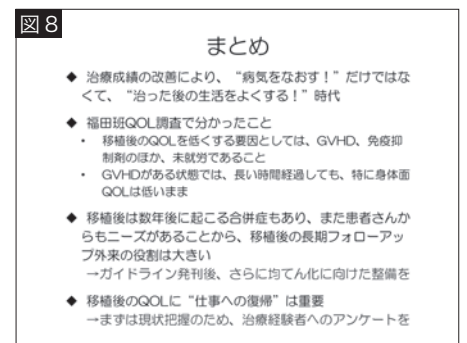 図8
まとめ
◆ 治療成績の改善により、“病気をなおす！”だけではな
くて、“治った後の生活をよくする！”時代
◆ 福田班QOL調査で分かったこと
・ 移植後のQOLを低くする要因としては、GVHD、免疫抑
制剤のほか、未就労であること
・ GVHDがある状態では、長い時間経過しても、特に身体面
QOLは低いまま
◆ 移植後は数年後に起こる合併症もあり、また患者さんか
らもニーズがあることから、移植後の長期フォローアッ
プ外来の役割は大きい
→ガイドライン発刊後、さらに均てん化に向けた整備を
◆ 移植後のQOLに“仕事への復帰”は重要
→まずは現状把握のため、治療経験者へのアンケートを